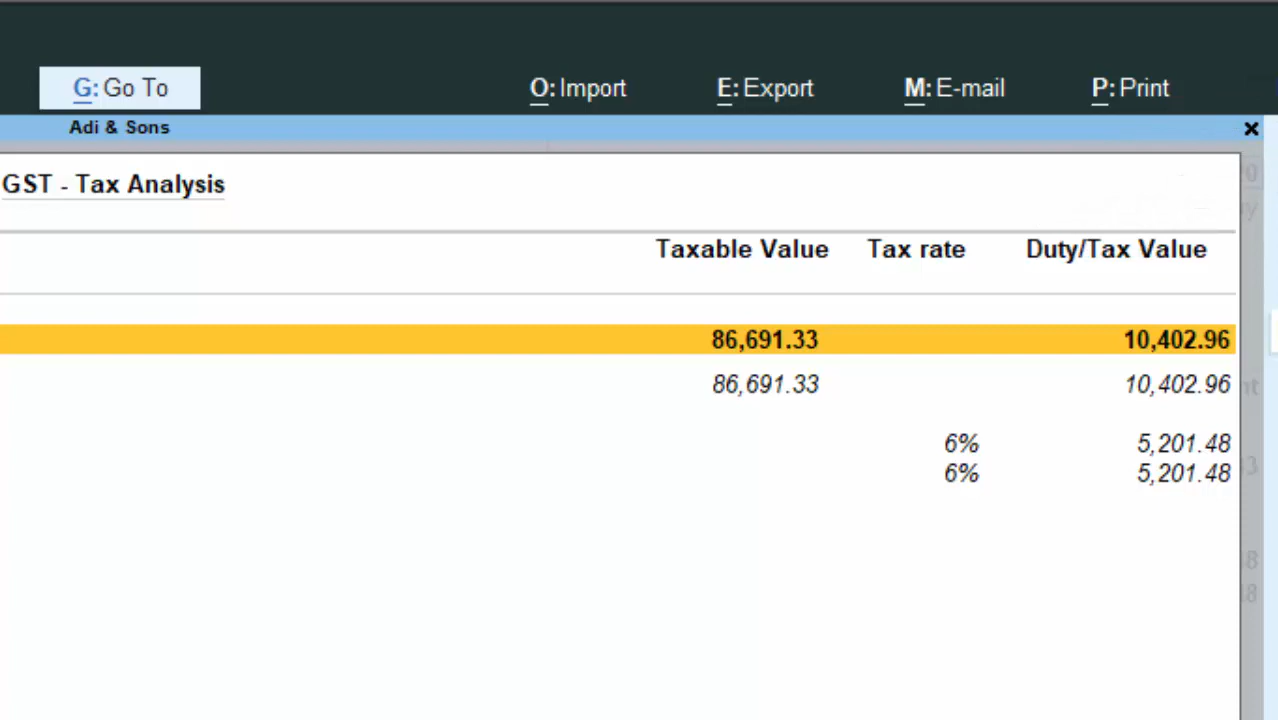 G: Go To O: Import E: Export M: E-mail P: Print
Adi & Sons
GST - Tax Analysis
Taxable Value Tax rate Duty/Tax Value
86,691.33 10,402.96
86,691.33 10,402.96
6% 5,201.48
6% 5,201.48